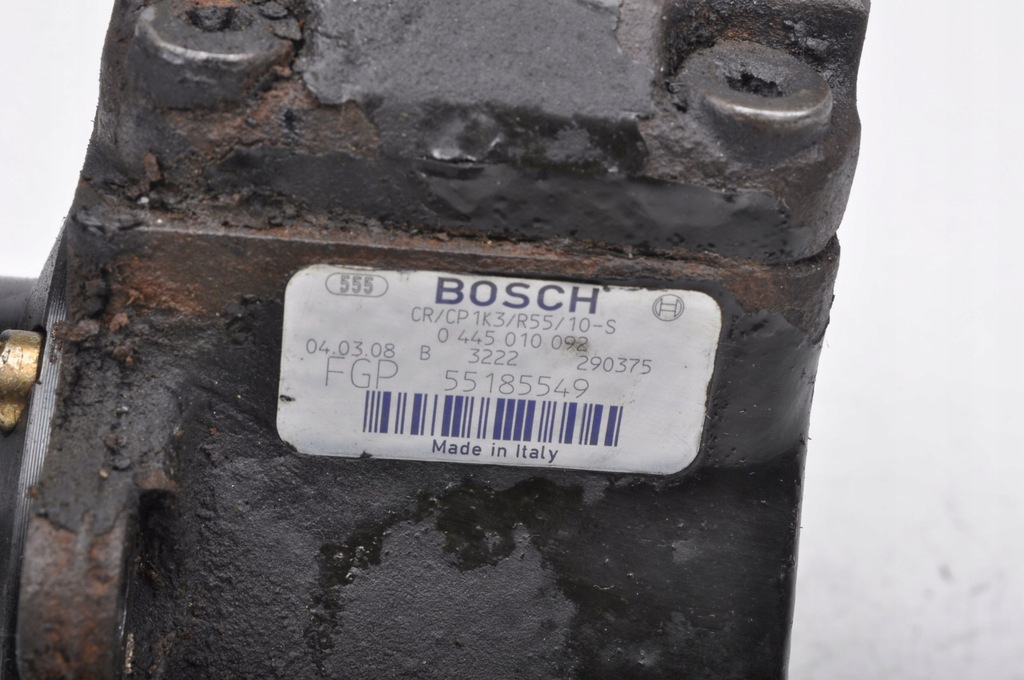 555 BOSCH
CR/CP1K3/R55/10-S
0 445 010 092
04.03.08 B 3222 290375
FGP 55185549
Made in Italy